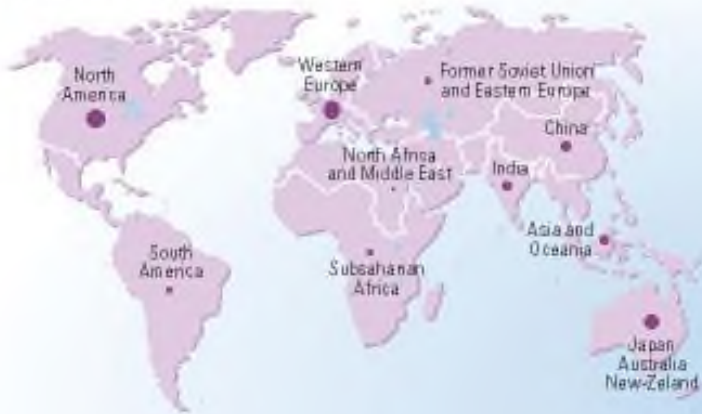 North
America
Western
Europe
Former Soviet Union
and Eastern Europe
China
North Africa
and Middle East
India
Asia and
Oceania
South
America
Subsaharian
Africa
Japan
Australia
New-Zeland